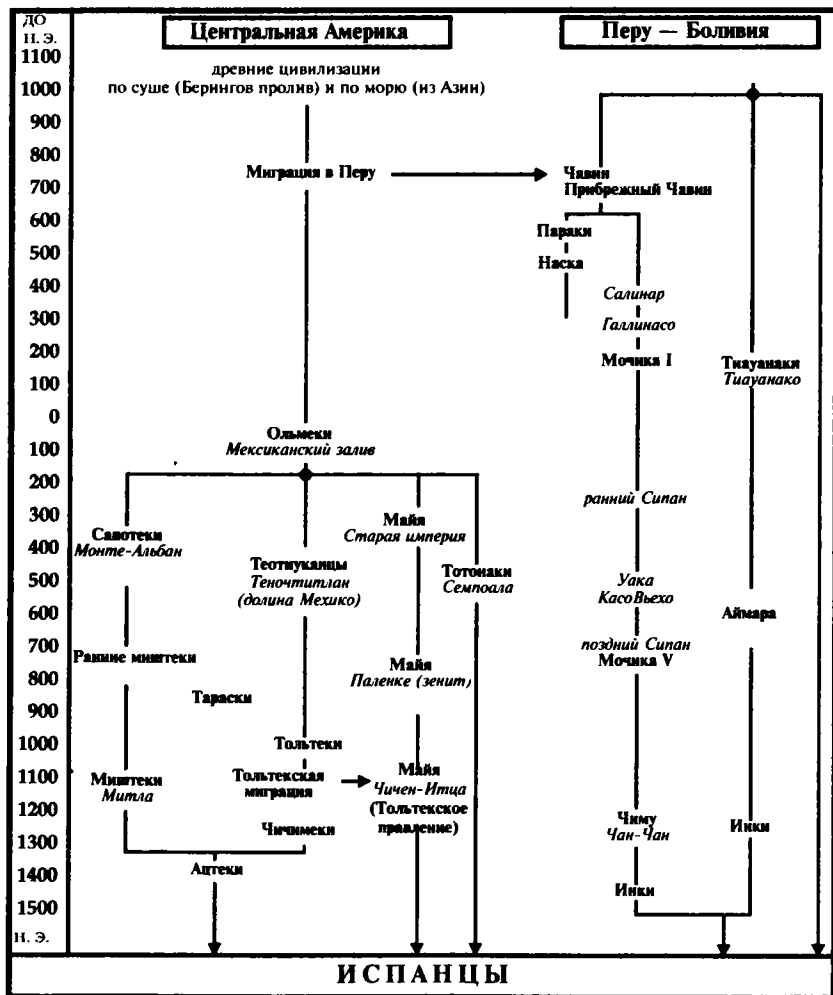 ДО
Н. Э.
1100
1000
900
800
700
600
500
400
300
200
100
0
100
200
300
400
500
600
700
800
900
1000
1100
1200
1300
1400
1500
Н. Э.
Центральная Америка
древние цивилизации
по суше (Берингов пролив) и по морю (из Азии)
Миграция в Перу
Ольмеки
Мексиканский залив
Сапотеки
Монте-Альбан
Ранние миштеки
Миштеки
Митла
Тараски
Теотиуканцы
Теночтитлан
(долина Мехико)
Тольтеки
Тольтекская
миграция
Чичимеки
Ацтеки
Майя
Старая империя
Майя
Паленке (зенит)
Майя
Чичен-Итца
(Тольтекское
правление)
Тотонаки
Семпоала
Перу — Боливия
Чавин
Прибрежный Чавин
Параки
Наска
Салинар
Галлинасо
Мочика I
ранний Сипан
Уака
КасоВьехо
поздний Сипан
Мочика V
Чиму
Чан-Чан
Инки
Тиауанаки
Тиауанако
Аймара
Инки
ИСПАНЦЫ